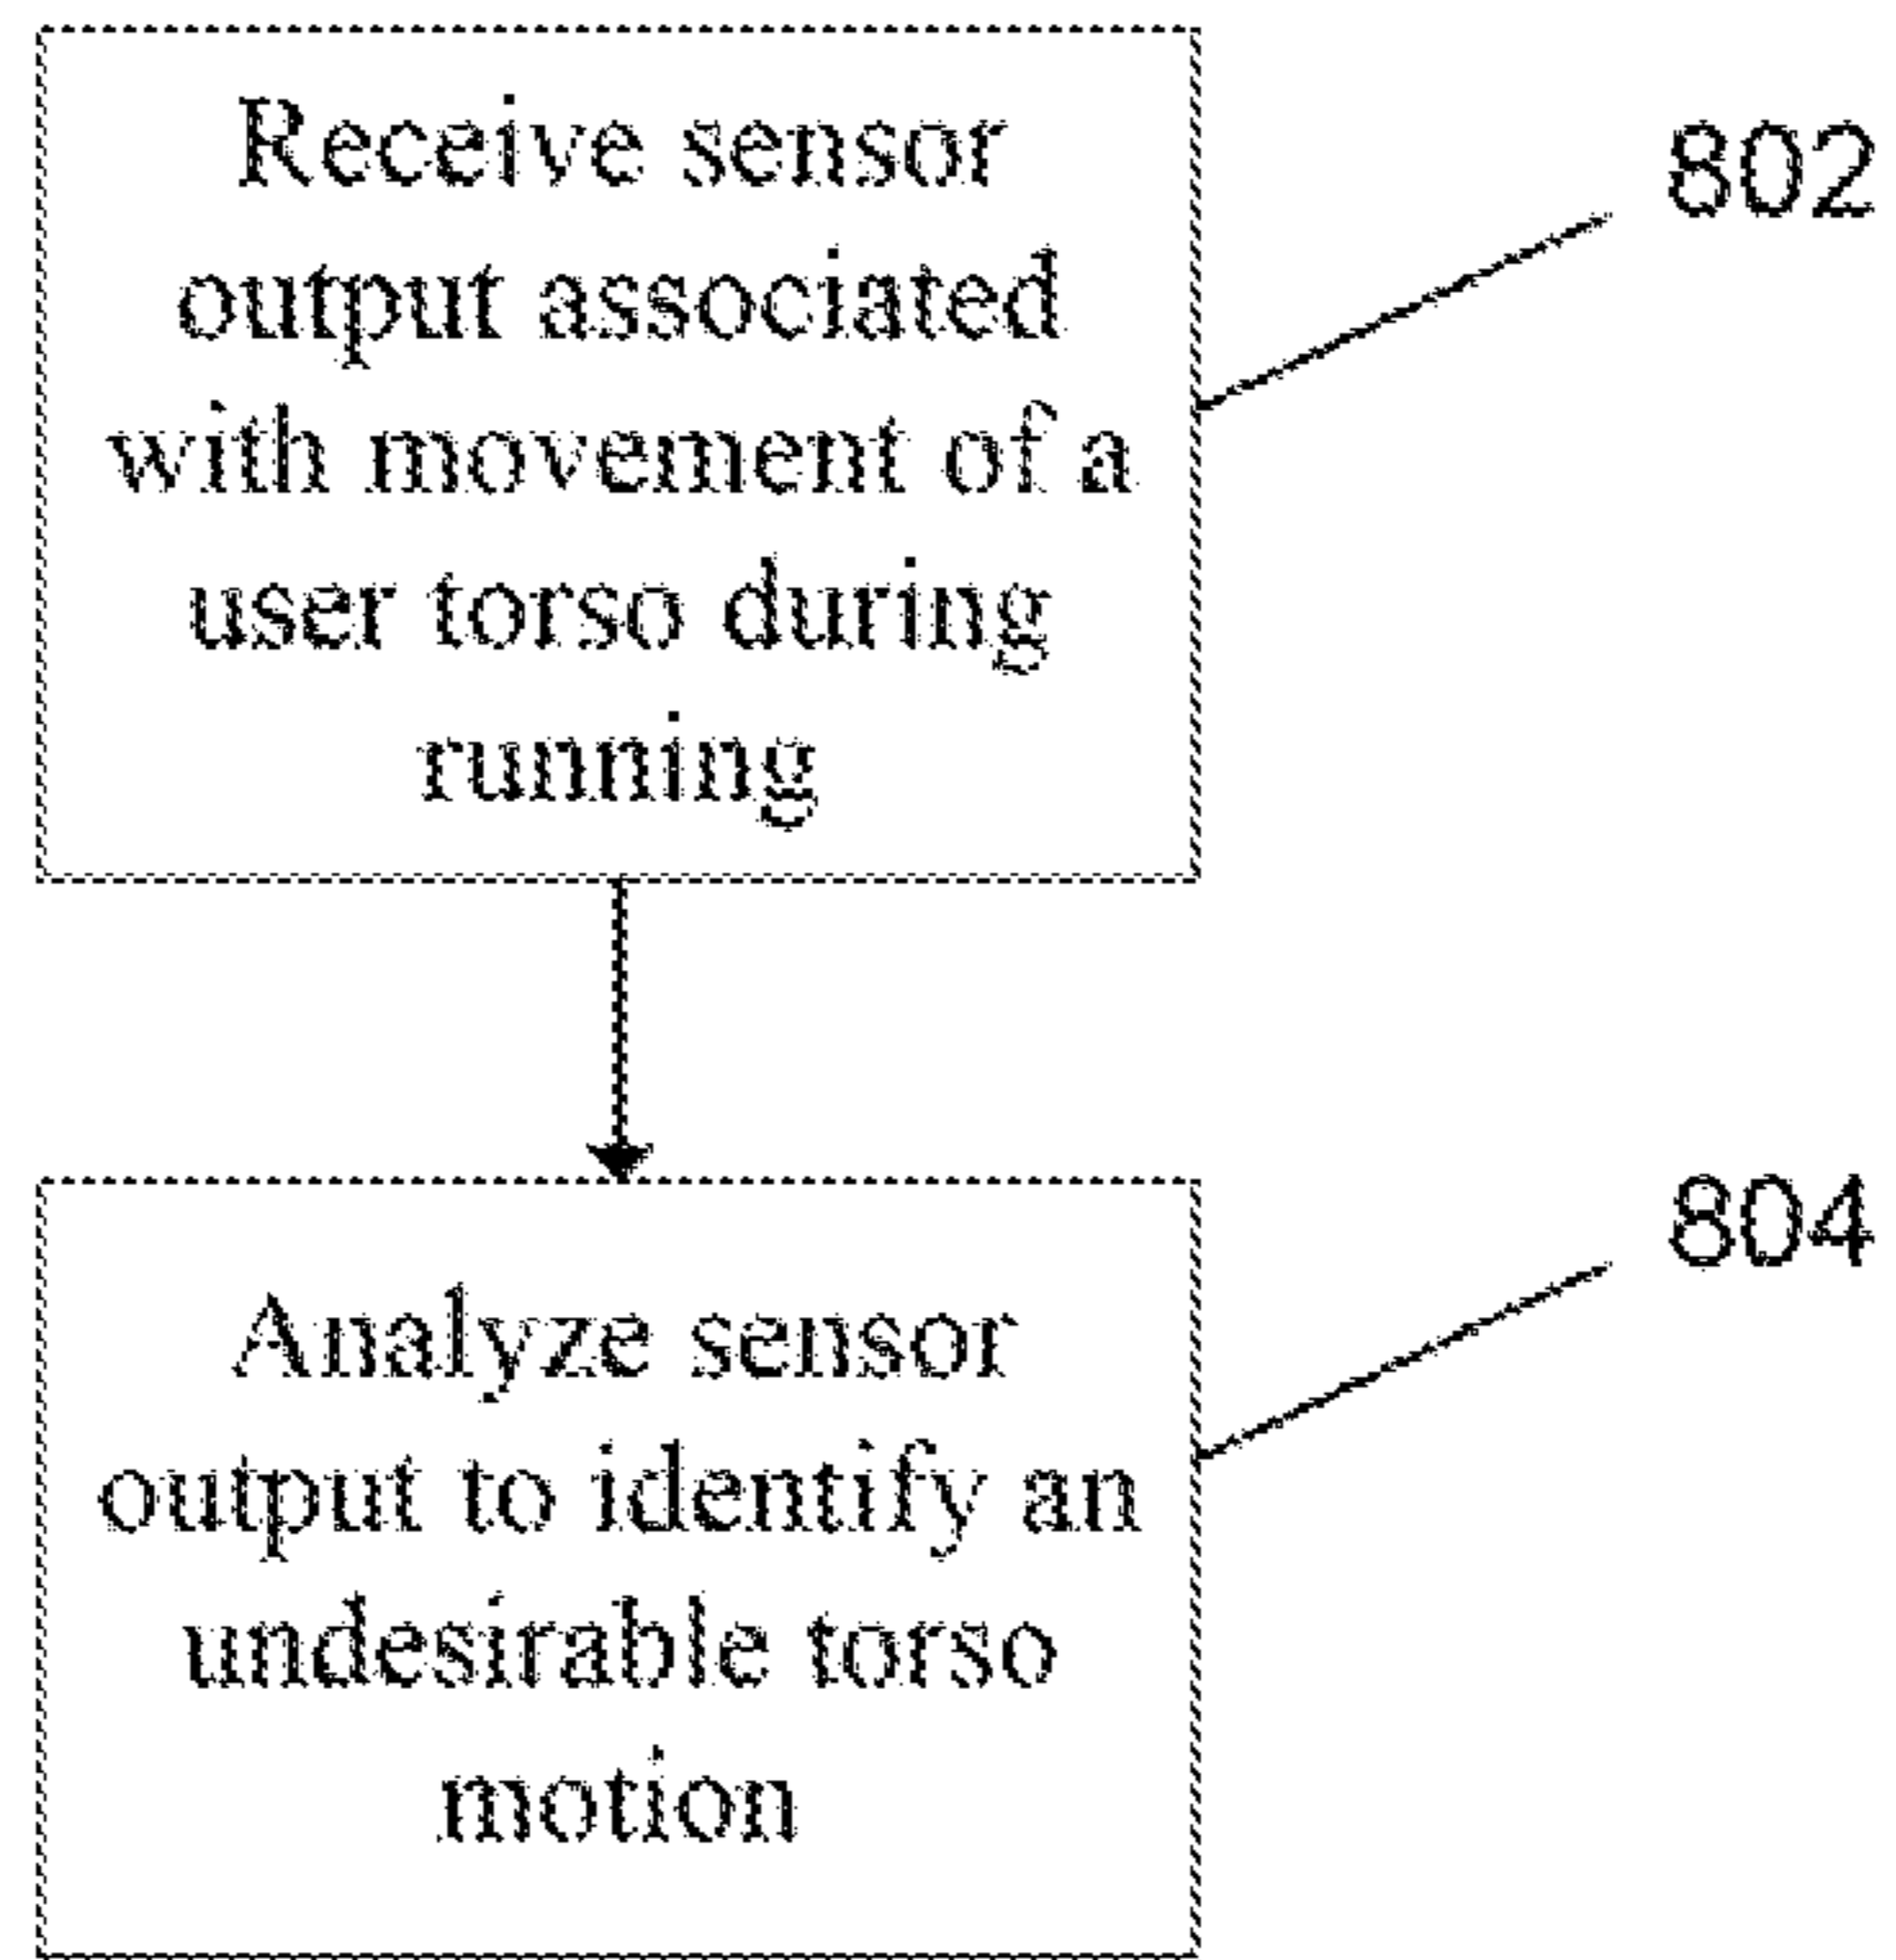 Receive sensor
output associated
with movement of a
user torso during
running
802
Analyze sensor
output to identify an
undesirable torso
motion
804